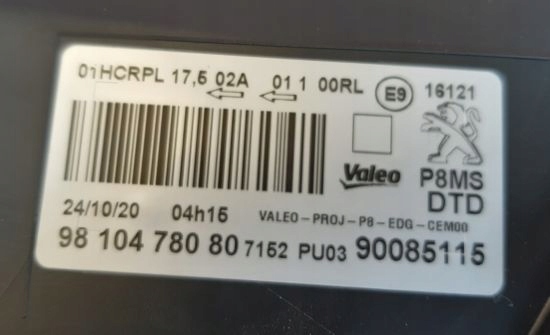 01HCRPL 17,5 02A 01 1 00RL E9 16121
Valeo P8MS
DTD
24/10/20 04h15 VALEO-PROJ-P8-EDG-CEM00
98 104 780 80 7152 PU03 90085115